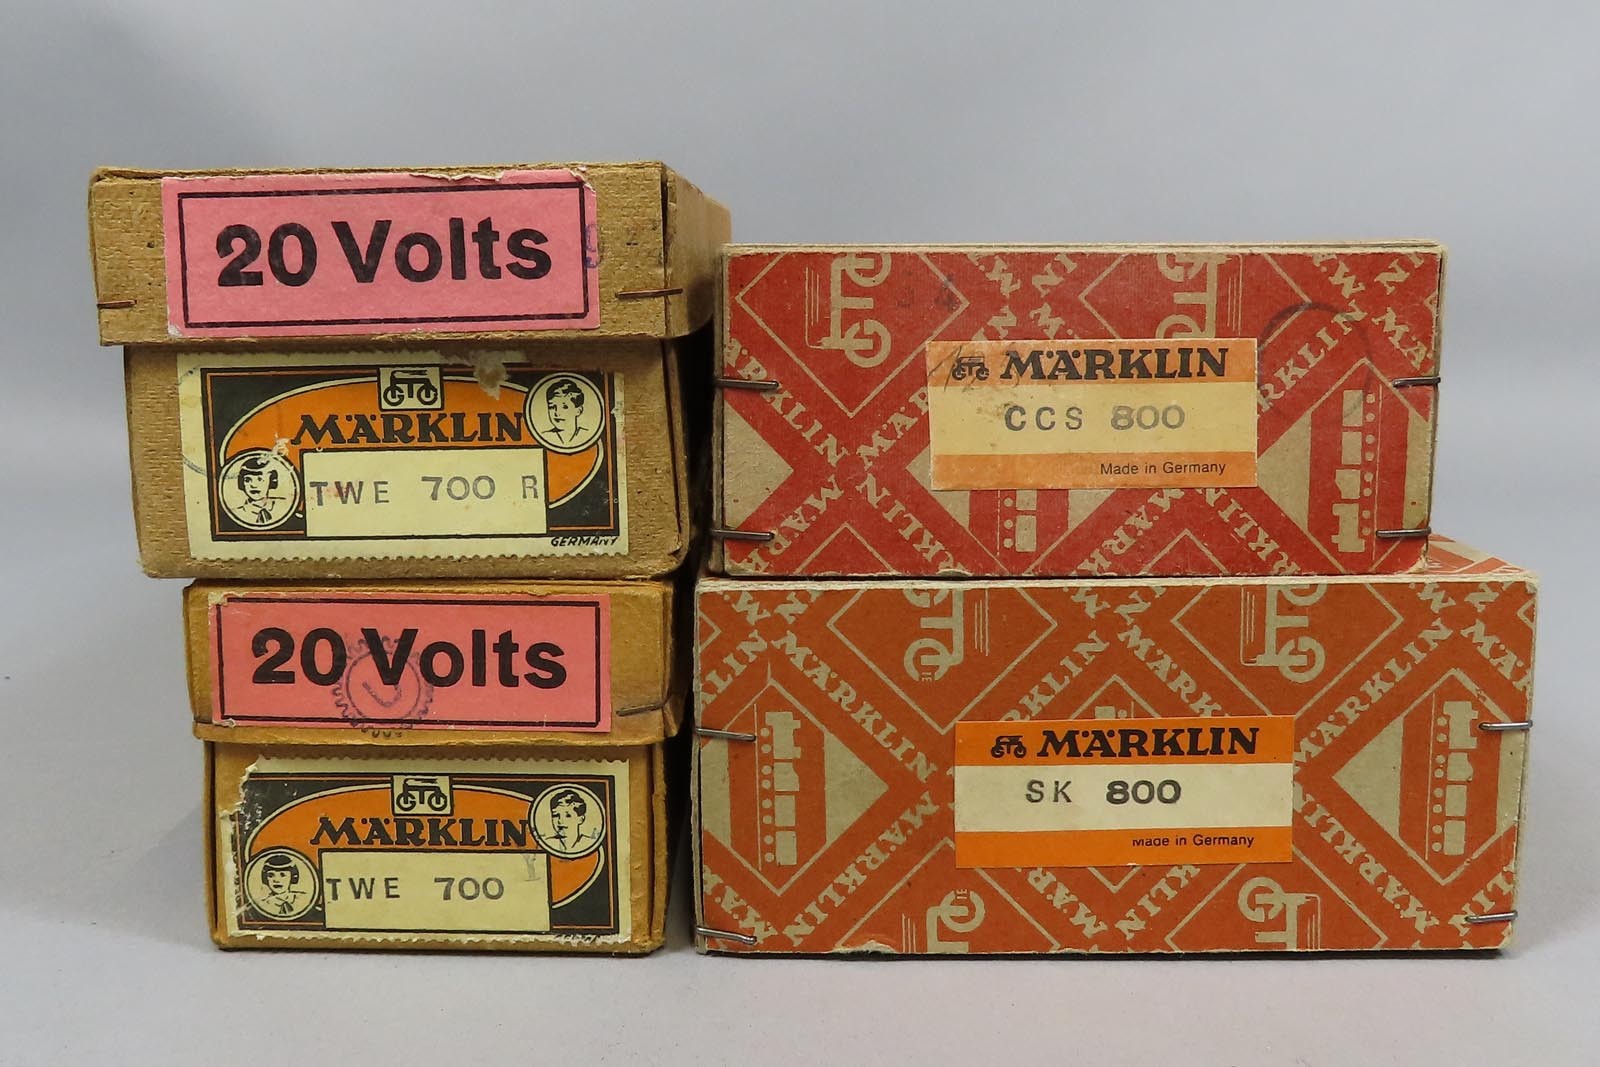 20 Volts
MÄRKLIN
TWE 700 R
GERMANY
20 Volts
MÄRKLIN
TWE 700
MÄRKLIN
CCS 800
Made in Germany
MÄRKLIN
SK 800
Made in Germany